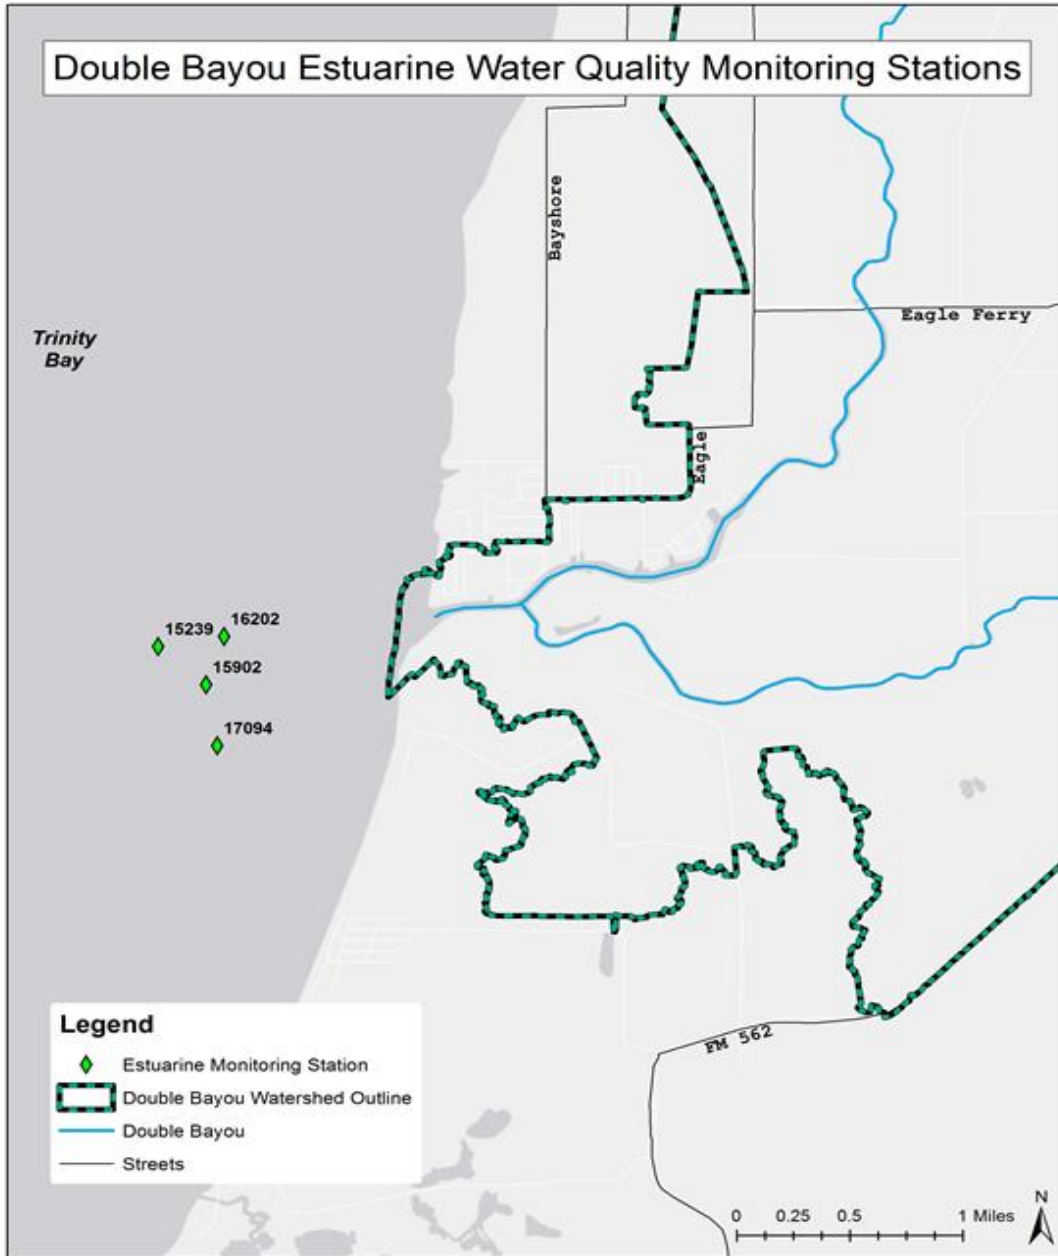 Double Bayou Estuarine Water Quality Monitoring Stations
Bayshore
Eagle Ferry
Trinity
Bay
Eagle
16202
15239
15902
17094
Legend
Estuarine Monitoring Station
Double Bayou Watershed Outline
Double Bayou
Streets
FM 562
N
0 0.25 0.5 1 Miles